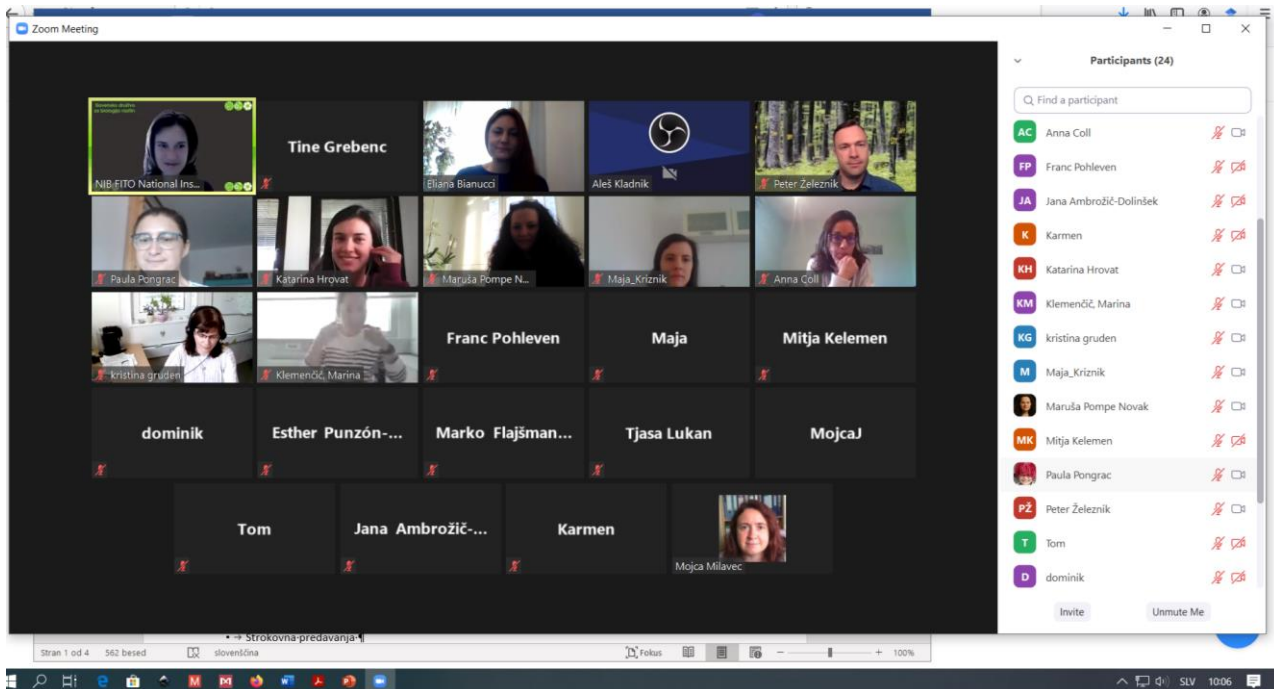 Zoom Meeting
Participants (24)
Find a participant
Slovensko društvo
za biologijo rastlin
NIB FITO National Ins...
Tine Grebenc
Eliana Bianucci
Aleš Kladnik
Peter Železnik
Paula Pongrac
Katarina Hrovat
Maruša Pompe N...
Maja_Kriznik
Anna Coll
kristina gruden
Klemenčič, Marina
Franc Pohleven
Maja
Mitja Kelemen
dominik
Esther Punzón-...
Marko Flajšman...
Tjasa Lukan
MojcaJ
Tom
Jana Ambrožič-...
Karmen
Mojca Milavec
AC Anna Coll
FP Franc Pohleven
JA Jana Ambrožič-Dolinšek
K Karmen
KH Katarina Hrovat
KM Klemenčič, Marina
KG kristina gruden
M Maja_Kriznik
Maruša Pompe Novak
MK Mitja Kelemen
Paula Pongrac
PŽ Peter Železnik
T Tom
D dominik
Invite Unmute Me
• → Strokovna·predavanja·¶
Stran 1 od 4 562 besed slovenščina Fokus 100%
SLV 10:06